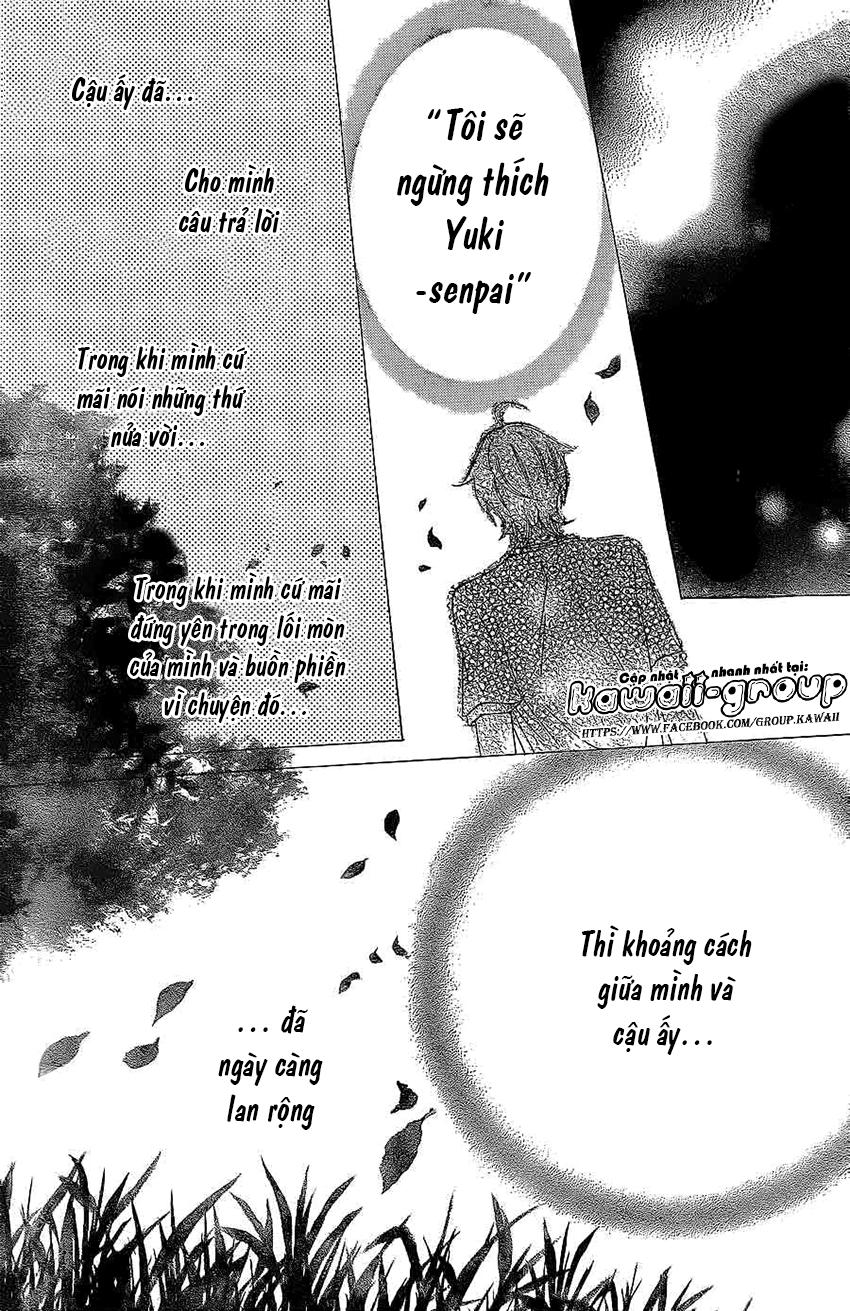 “Tôi sẽ
ngừng thích
Yuki
-senpai”
Cậu ấy đã...
Cho mình
câu trả lời
Trong khi mình cứ
mãi nói những thứ
nửa vời...
Trong khi mình cứ mãi
đứng yên trong lối mòn
của mình và buồn phiền
vì chuyện đo...
Cập nhật nhanh nhất tại:
kawaii-group
HTTPS://WWW.FACEBOOK.COM/GROUP.KAWAII
Thì khoảng cách
giữa mình và
cậu ấy...
... đã
ngày càng
lan rộng